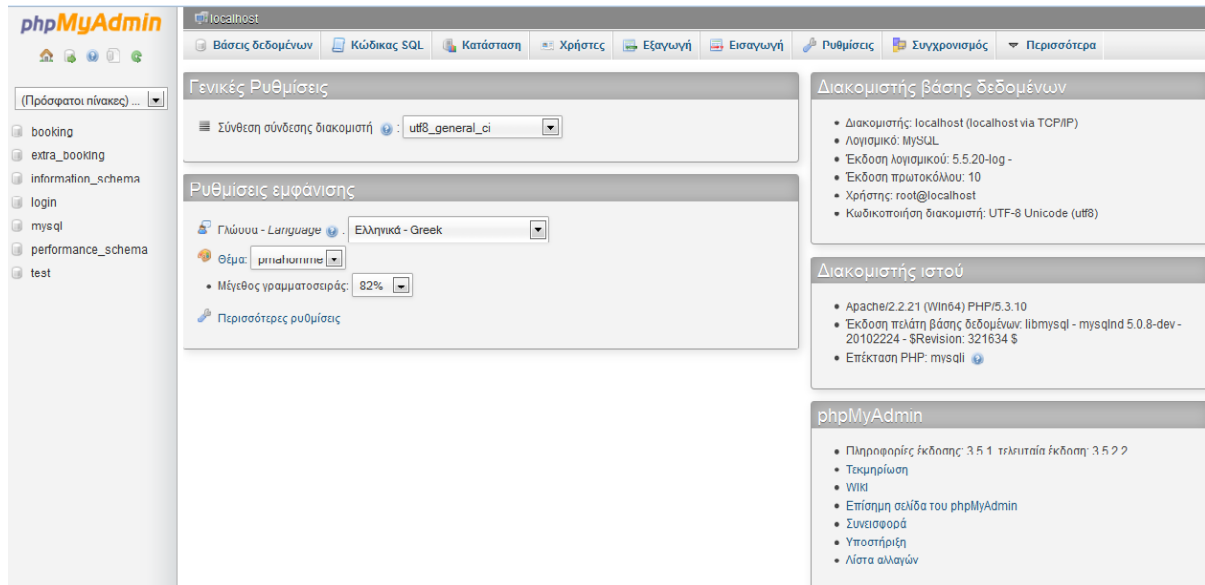 phpMyAdmin
(Πρόσφατοι πίνακες) ...
booking
extra_booking
information_schema
login
mysql
performance_schema
test
localhost
Βάσεις δεδομένων
Κώδικας SQL
Κατάσταση
Χρήστες
Εξαγωγή
Εισαγωγή
Ρυθμίσεις
Συγχρονισμός
Περισσότερα
Γενικές Ρυθμίσεις
Σύνθεση σύνδεσης διακομιστή : utf8_general_ci
Ρυθμίσεις εμφάνισης
Γλώσσα - Language : Ελληνικά - Greek
Θέμα: pmahomme
Μέγεθος γραμματοσειράς: 82%
Περισσότερες ρυθμίσεις
Διακομιστής βάσης δεδομένων
Διακομιστής: localhost (localhost via TCP/IP)
Λογισμικό: MySQL
Έκδοση λογισμικού: 5.5.20-log -
Έκδοση πρωτοκόλλου: 10
Χρήστης: root@localhost
Κωδικοποίηση διακομιστή: UTF-8 Unicode (utf8)
Διακομιστής ιστού
Apache/2.2.21 (Win64) PHP/5.3.10
Έκδοση πελάτη βάσης δεδομένων: libmysql - mysqlnd 5.0.8-dev -
20102224 - $Revision: 321634 $
Επέκταση PHP: mysqli
phpMyAdmin
Πληροφορίες έκδοσης: 3.5.1, τελευταία έκδοση: 3.5.2.2
Τεκμηρίωση
Wiki
Επίσημη σελίδα του phpMyAdmin
Συνεισφορά
Υποστήριξη
Λίστα αλλαγών